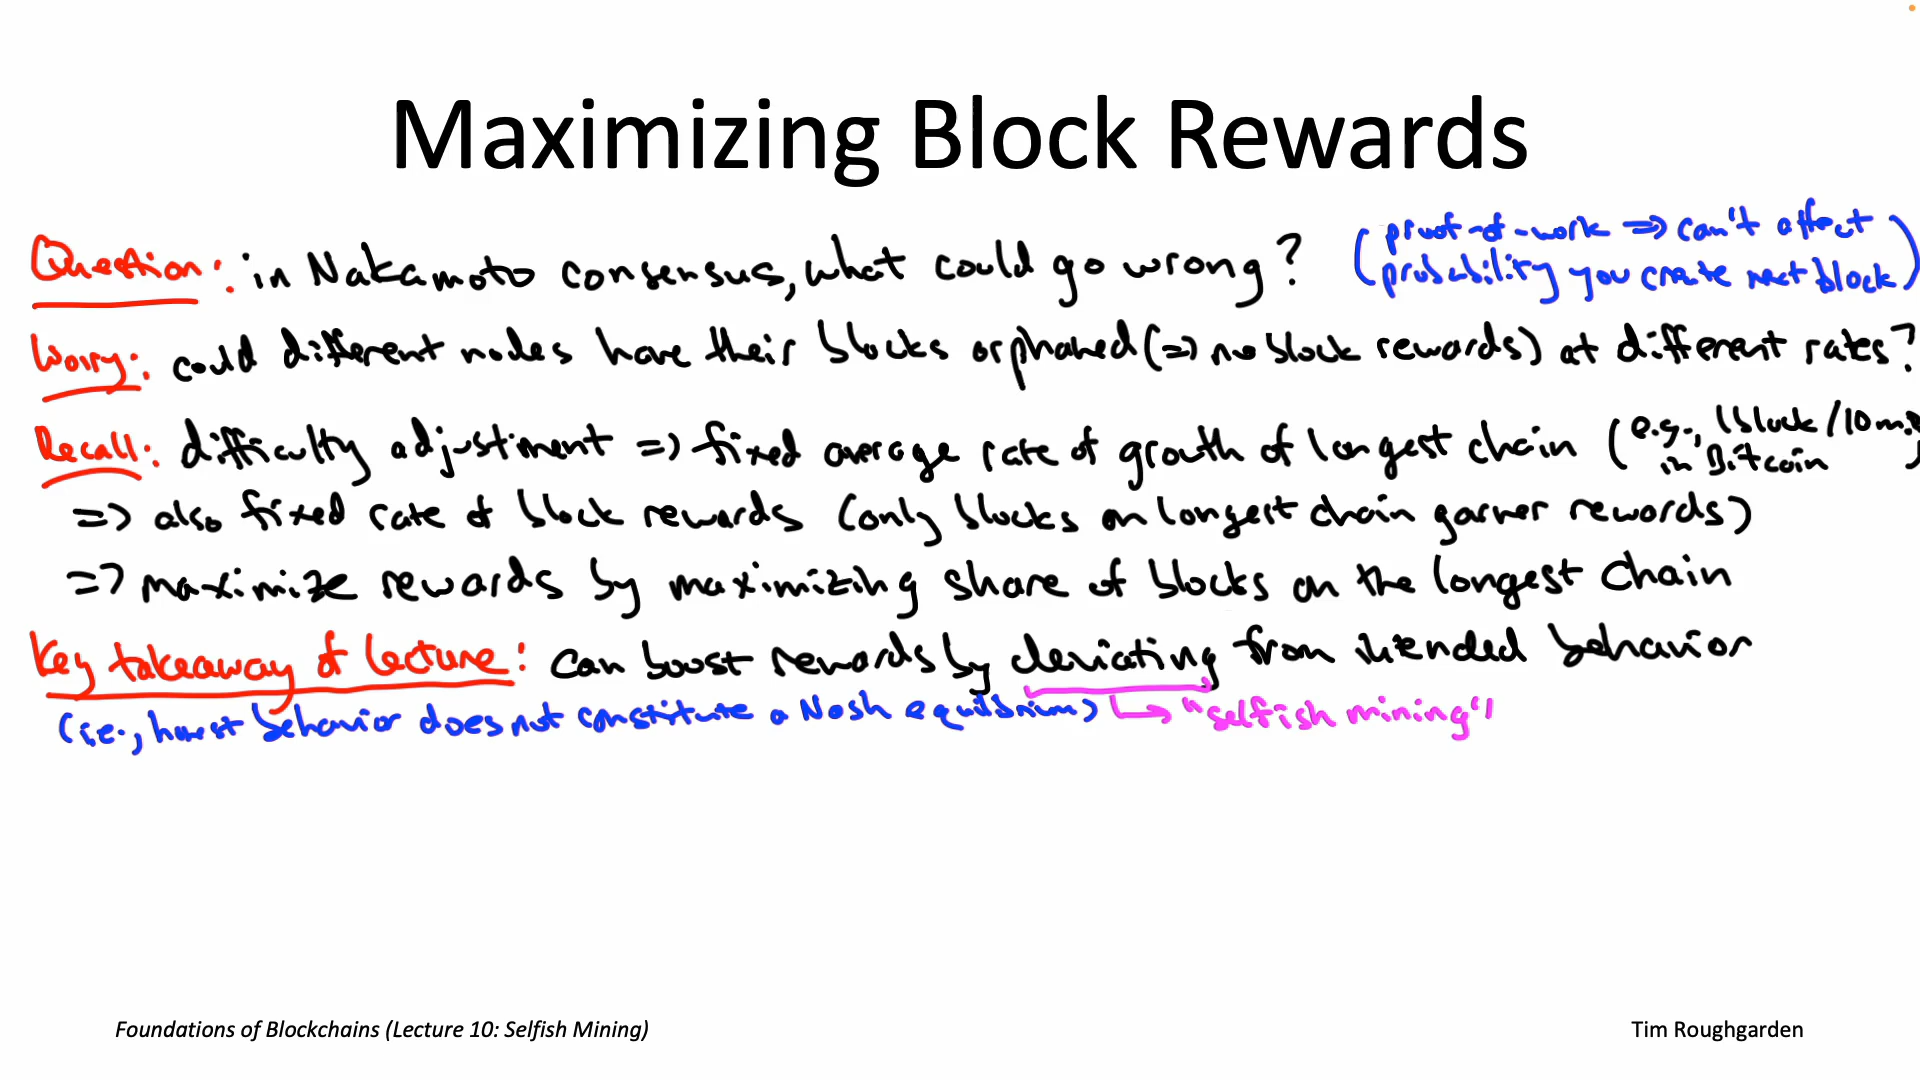 Maximizing Block Rewards
Question: in Nakamoto consensus, what could go wrong? (proof-of-work => can't affect
probability you create next block)
Worry: could different nodes have their blocks orphaned (=> no block rewards) at different rates?
Recall: difficulty adjustment => fixed average rate of growth of longest chain (e.g., 1 block/10 min
in Bitcoin)
=> also fixed rate of block rewards (only blocks on longest chain garner rewards)
=> maximize rewards by maximizing share of blocks on the longest chain
Key takeaway of lecture: can boost rewards by deviating from intended behavior
(i.e., honest behavior does not constitute a Nash equilibrium) ↳ "selfish mining"
Foundations of Blockchains (Lecture 10: Selfish Mining)
Tim Roughgarden